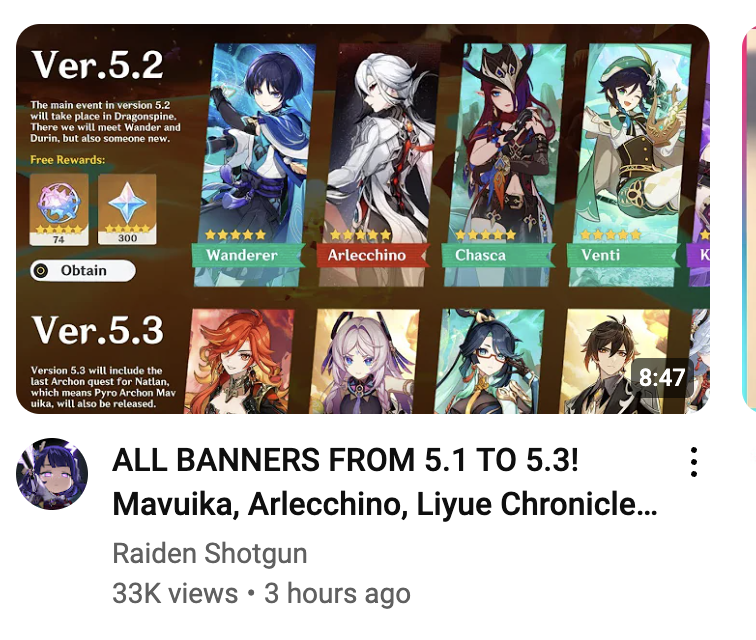 Ver.5.2
The main event in version 5.2
will take place in Dragonspine.
There we will meet Wander and
Durin, but also someone new.
Free Rewards:
74
300
Obtain
Wanderer
Arlecchino
Chasca
Venti
K
Ver.5.3
Version 5.3 will include the
last Archon quest for Natlan,
which means Pyro Archon Mav
uika, will also be released.
8:47
ALL BANNERS FROM 5.1 TO 5.3!
Mavuika, Arlecchino, Liyue Chronicle...
Raiden Shotgun
33K views • 3 hours ago